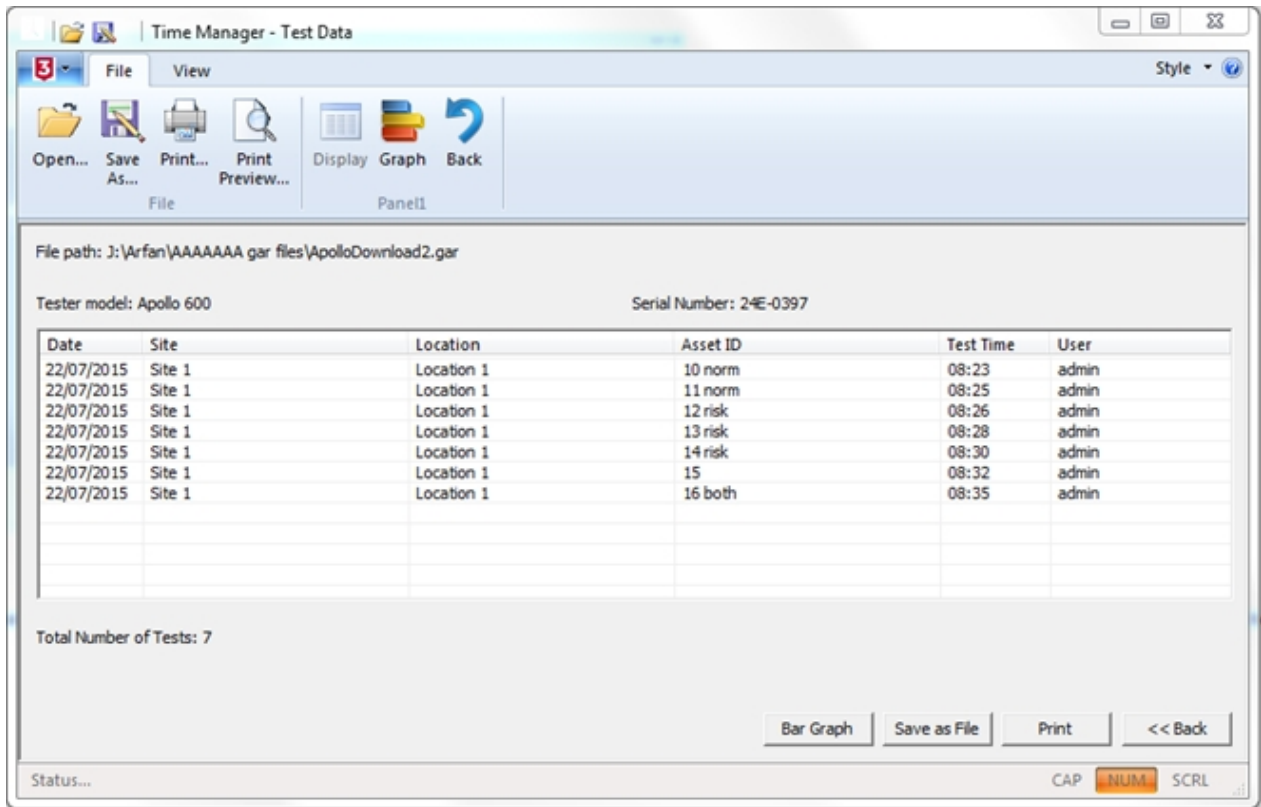 Time Manager - Test Data
3 File View Style
Open... Save As... Print... Print Preview... Display Graph Back
File Panel1
File path: J:\Arfan\AAAAAAA gar files\ApolloDownload2.gar
Tester model: Apollo 600 Serial Number: 24E-0397
Date Site Location Asset ID Test Time User
22/07/2015 Site 1 Location 1 10 norm 08:23 admin
22/07/2015 Site 1 Location 1 11 norm 08:25 admin
22/07/2015 Site 1 Location 1 12 risk 08:26 admin
22/07/2015 Site 1 Location 1 13 risk 08:28 admin
22/07/2015 Site 1 Location 1 14 risk 08:30 admin
22/07/2015 Site 1 Location 1 15 08:32 admin
22/07/2015 Site 1 Location 1 16 both 08:35 admin
Total Number of Tests: 7
Bar Graph Save as File Print << Back
Status... CAP NUM SCRL